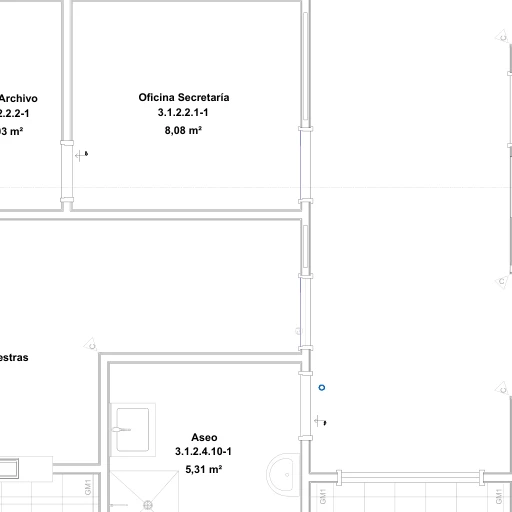 Archivo
2.2.2-1
03 m²
Oficina Secretaría
3.1.2.2.1-1
8,08 m²
estras
Aseo
3.1.2.4.10-1
5,31 m²
GM1
GM1
GM1